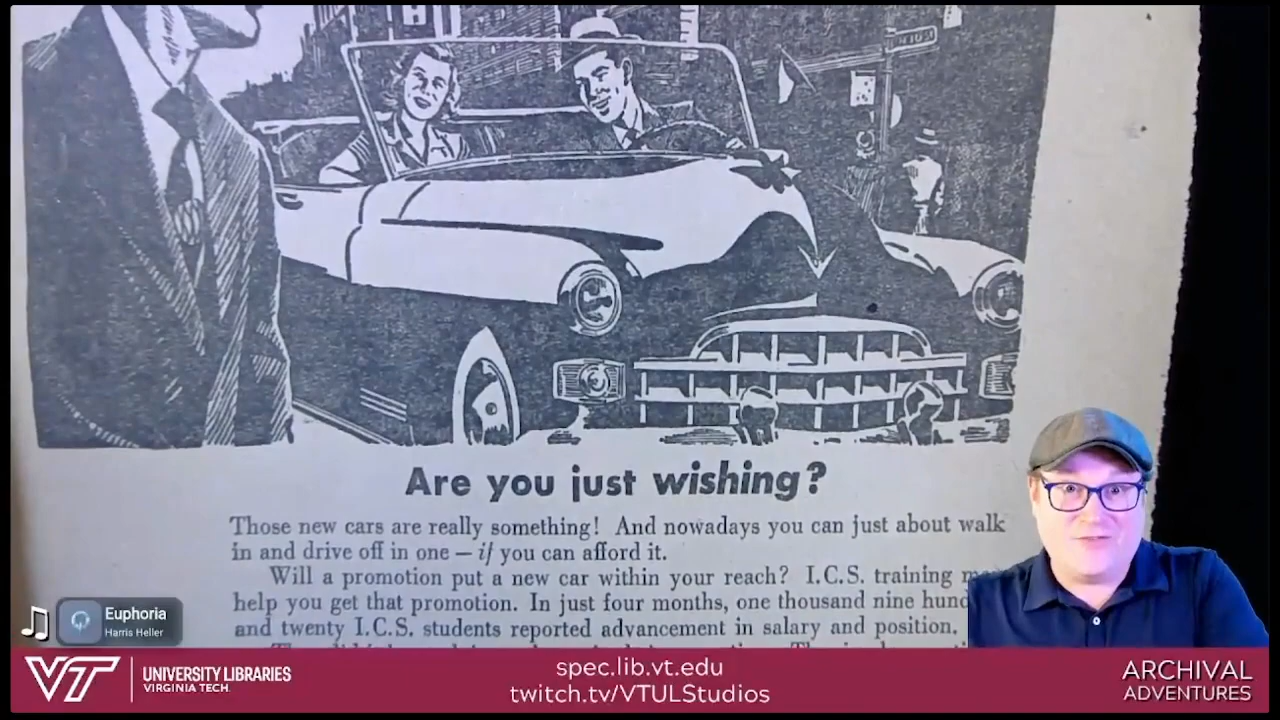 H
Are you just wishing?
Those new cars are really something! And nowadays you can just about walk
in and drive off in one — if you can afford it.
Will a promotion put a new car within your reach? I.C.S. training
help you get that promotion. In just four months, one thousand nine
and twenty I.C.S. students reported advancement in salary and position.
Euphoria
Harris Heller
VT
UNIVERSITY LIBRARIES
VIRGINIA TECH.
spec.lib.vt.edu
twitch.tv/VTULStudios
ARCHIVAL
ADVENTURES